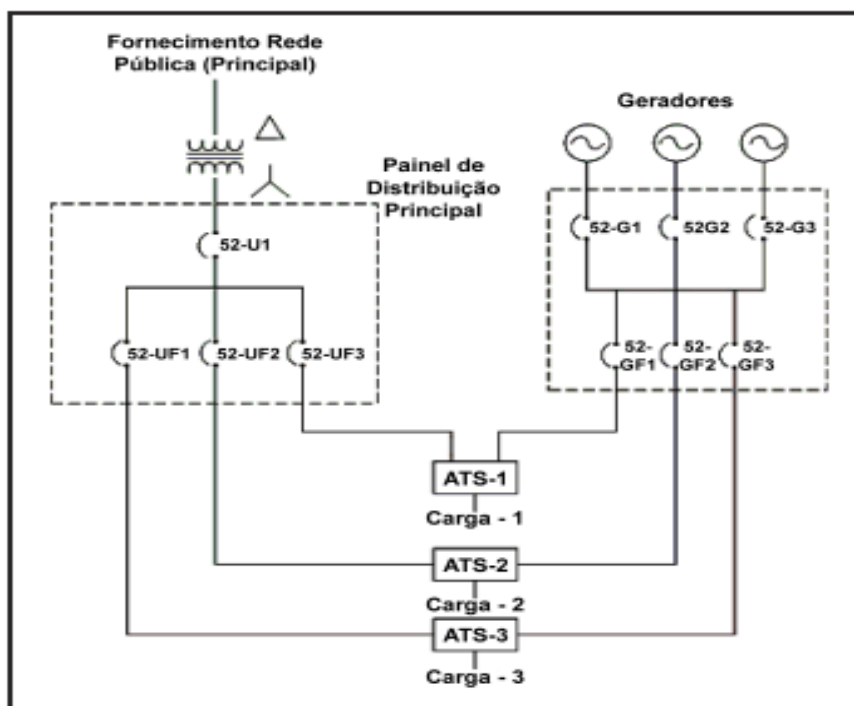 Fornecimento Rede
Pública (Principal)
Geradores
Painel de
Distribuição
Principal
52-U1
52-G1
52G2
52-G3
52-UF1
52-UF2
52-UF3
52-
GF1
52-
GF2
52-
GF3
ATS-1
Carga - 1
ATS-2
Carga - 2
ATS-3
Carga - 3